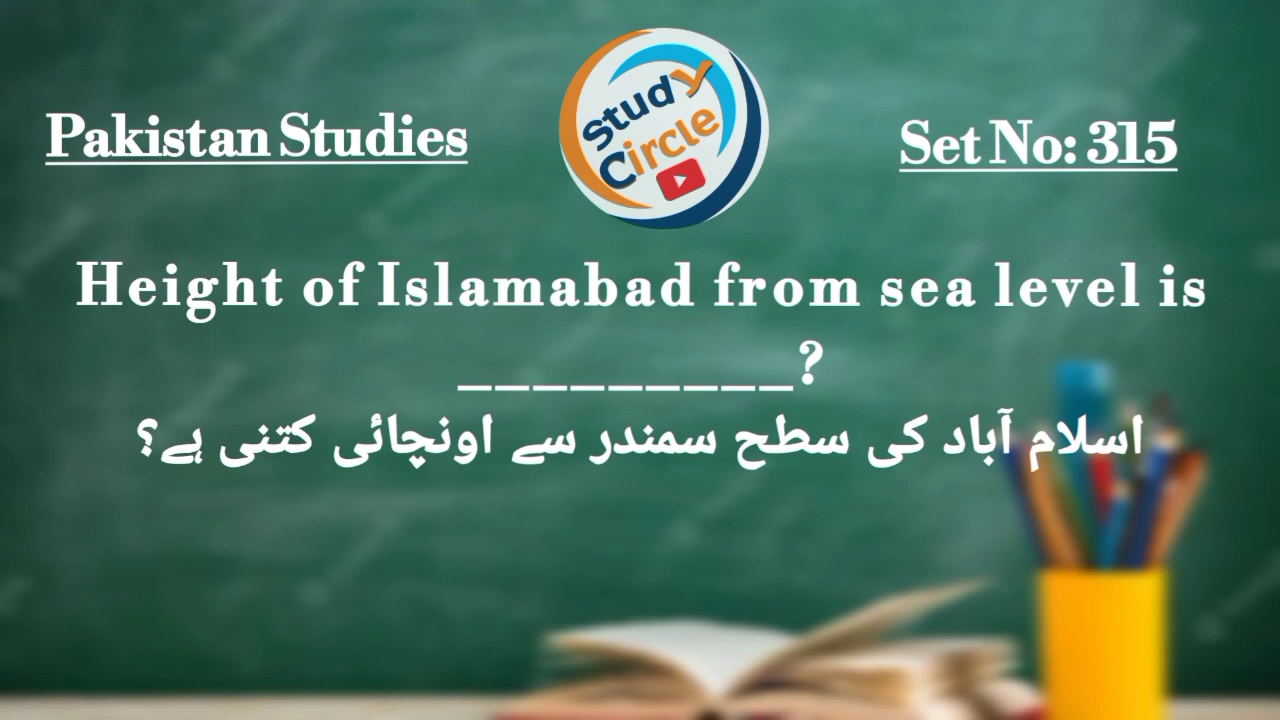 Pakistan Studies
Study
Circle
Set No: 315
Height of Islamabad from sea level is
_________?
اسلام آباد کی سطح سمندر سے اونچائی کتنی ہے؟